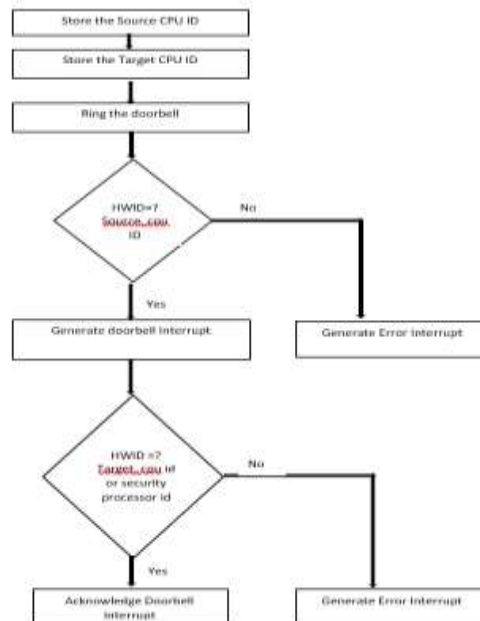 Store the Source CPU ID
Store the Target CPU ID
Ring the doorbell
HWID=?
Source_cpu
ID
No
Yes
Generate doorbell Interrupt
Generate Error Interrupt
HWID =?
Target_cpu id
or security
processor id
No
Yes
Acknowledge Doorbell
Interrupt
Generate Error Interrupt